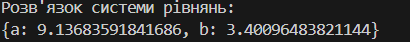 Розв'язок системи рівнянь:
{a: 9.13683591841686, b: 3.40096483821144}